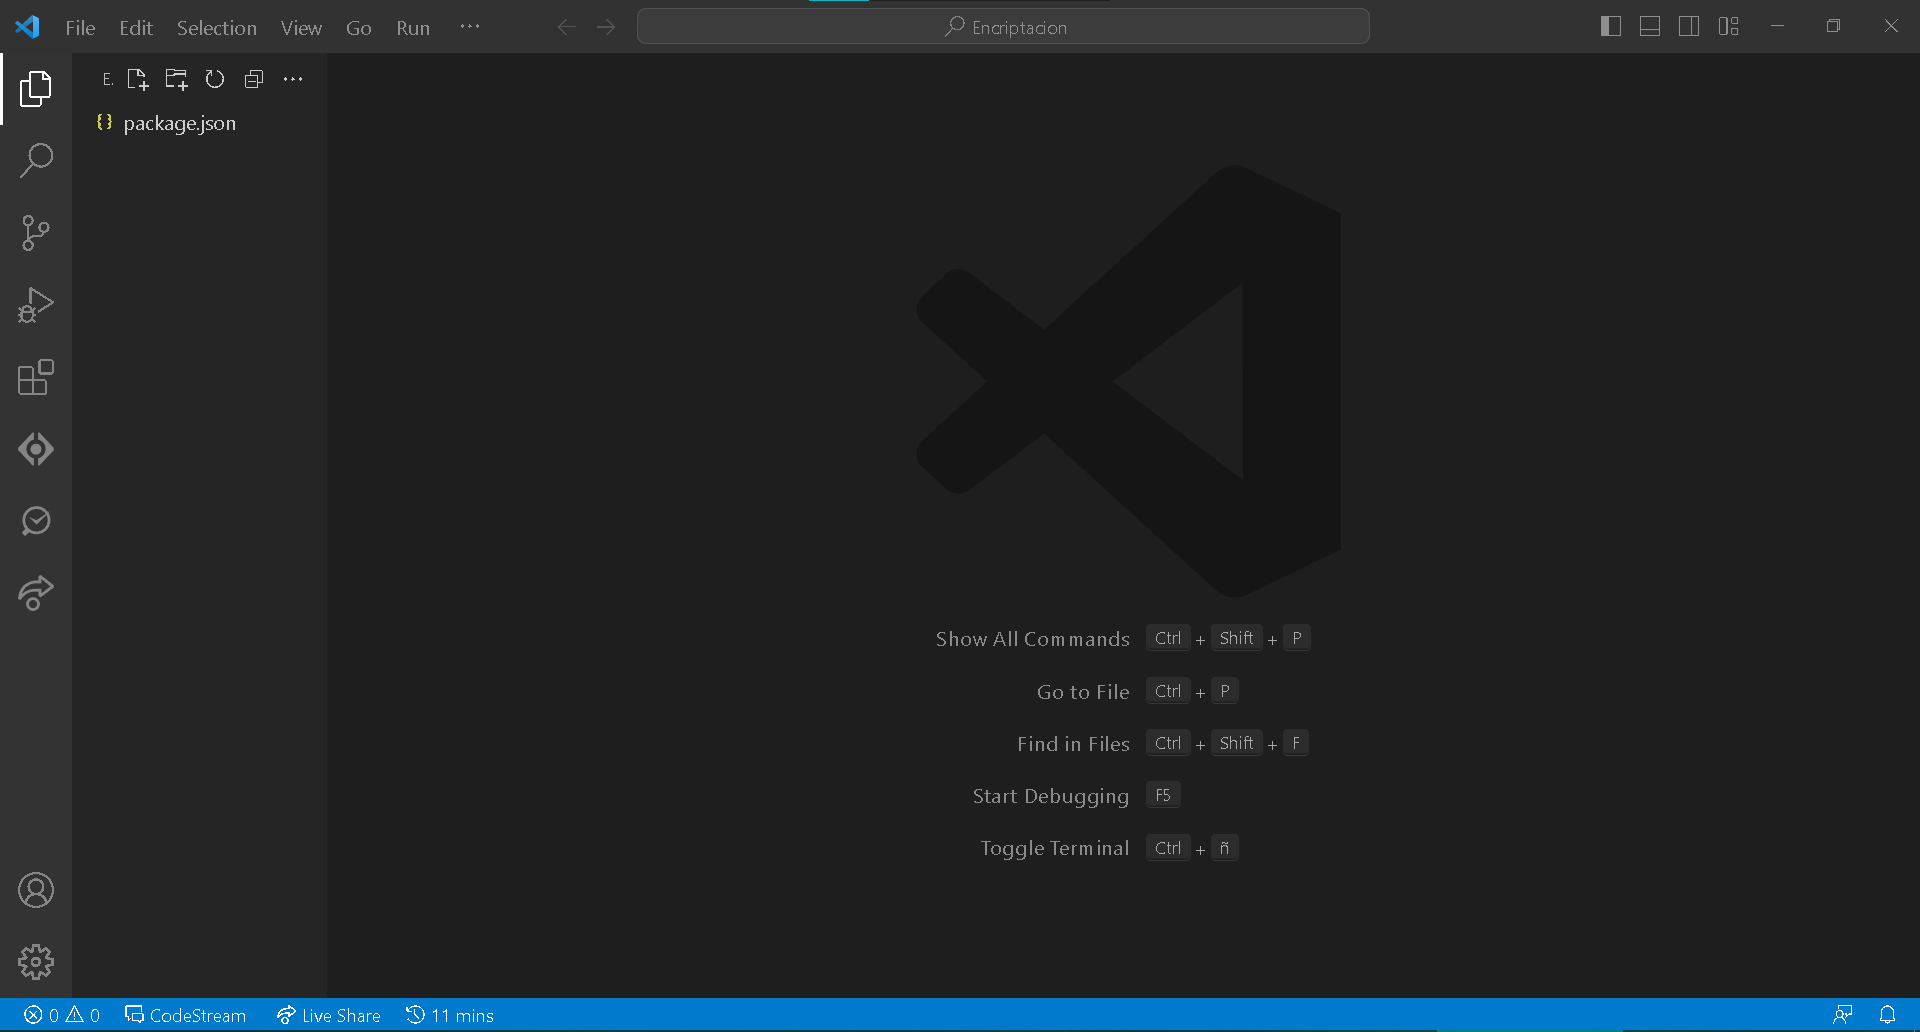 File Edit Selection View Go Run ··· Encriptacion
E. ···
package.json
Show All Commands Ctrl + Shift + P
Go to File Ctrl + P
Find in Files Ctrl + Shift + F
Start Debugging F5
Toggle Terminal Ctrl + ñ
0 0 CodeStream Live Share 11 mins